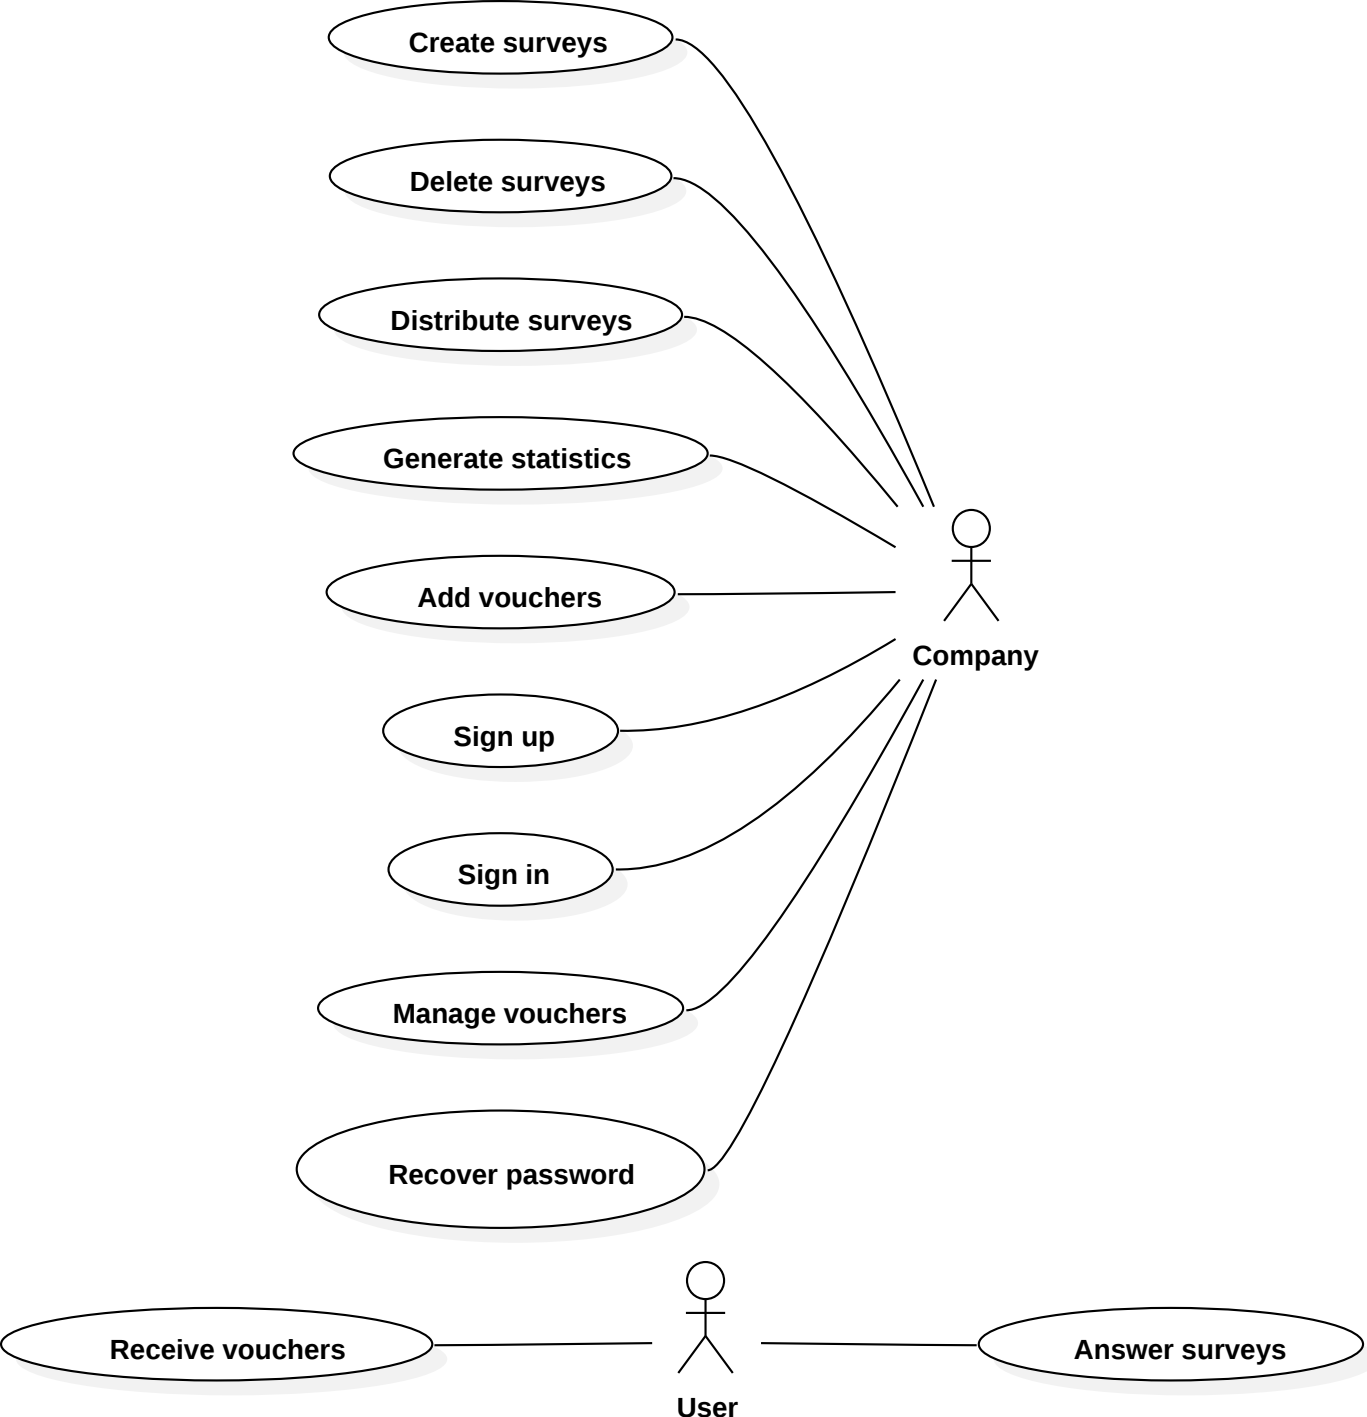 Create surveys
Delete surveys
Distribute surveys
Generate statistics
Add vouchers
Company
Sign up
Sign in
Manage vouchers
Recover password
Receive vouchers
Answer surveys
User